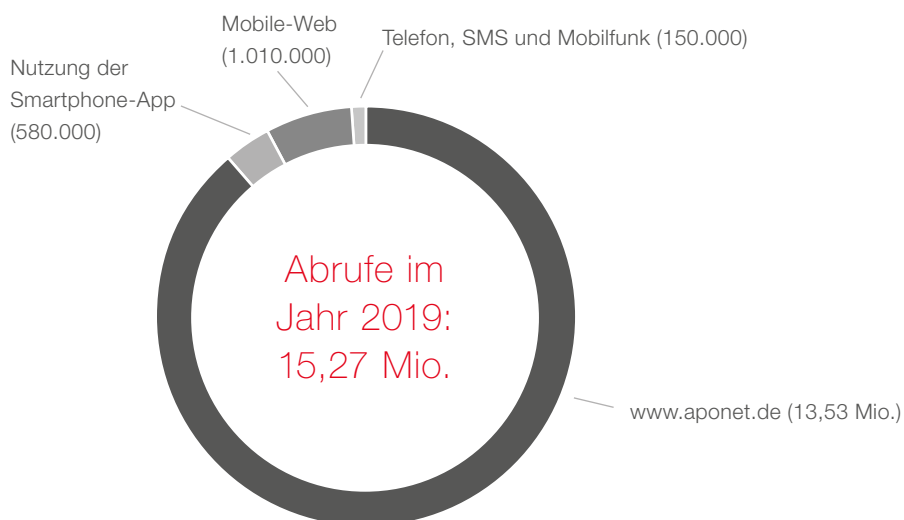 Mobile-Web
(1.010.000)
Telefon, SMS und Mobilfunk (150.000)
Nutzung der
Smartphone-App
(580.000)
Abrufe im
Jahr 2019:
15,27 Mio.
www.aponet.de (13,53 Mio.)